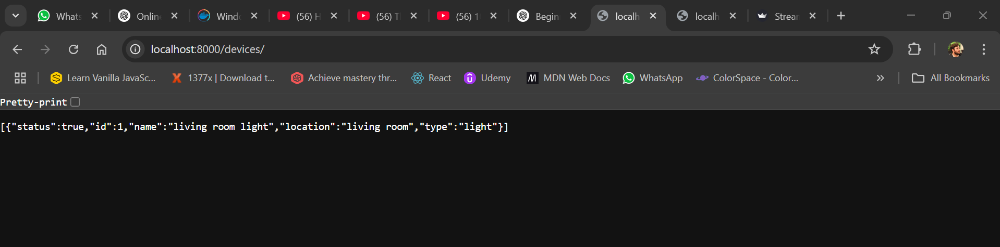 Whats
Online
Windo
(56) H
(56) T
(56) 1
Begin
localh
localh
Strear
localhost:8000/devices/
Learn Vanilla JavaSc...
1377x | Download t...
Achieve mastery thr...
React
Udemy
MDN Web Docs
WhatsApp
ColorSpace - Color...
All Bookmarks
Pretty-print
[{"status":true,"id":1,"name":"living room light","location":"living room","type":"light"}]